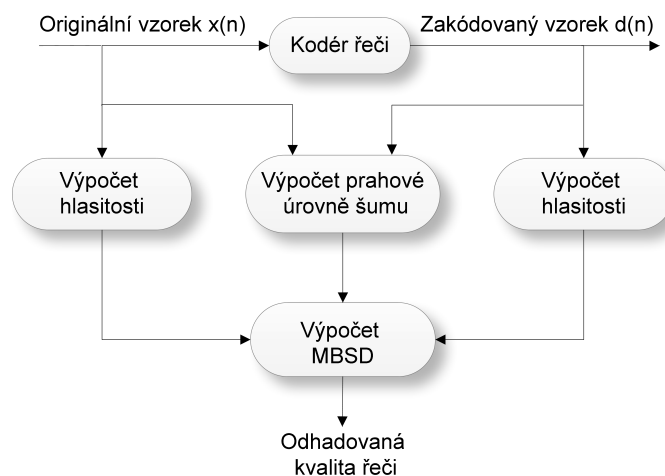 Originální vzorek x(n)
Kodér řeči
Zakódovaný vzorek d(n)
Výpočet
hlasitosti
Výpočet prahové
úrovně šumu
Výpočet
hlasitosti
Výpočet
MBSD
Odhadovaná
kvalita řeči